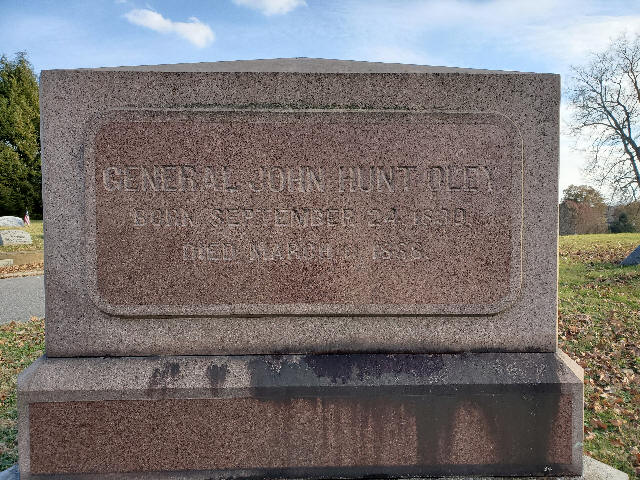 GENERAL JOHN HUNT OLEY
BORN SEPTEMBER 24, 1830
DIED MARCH 1888